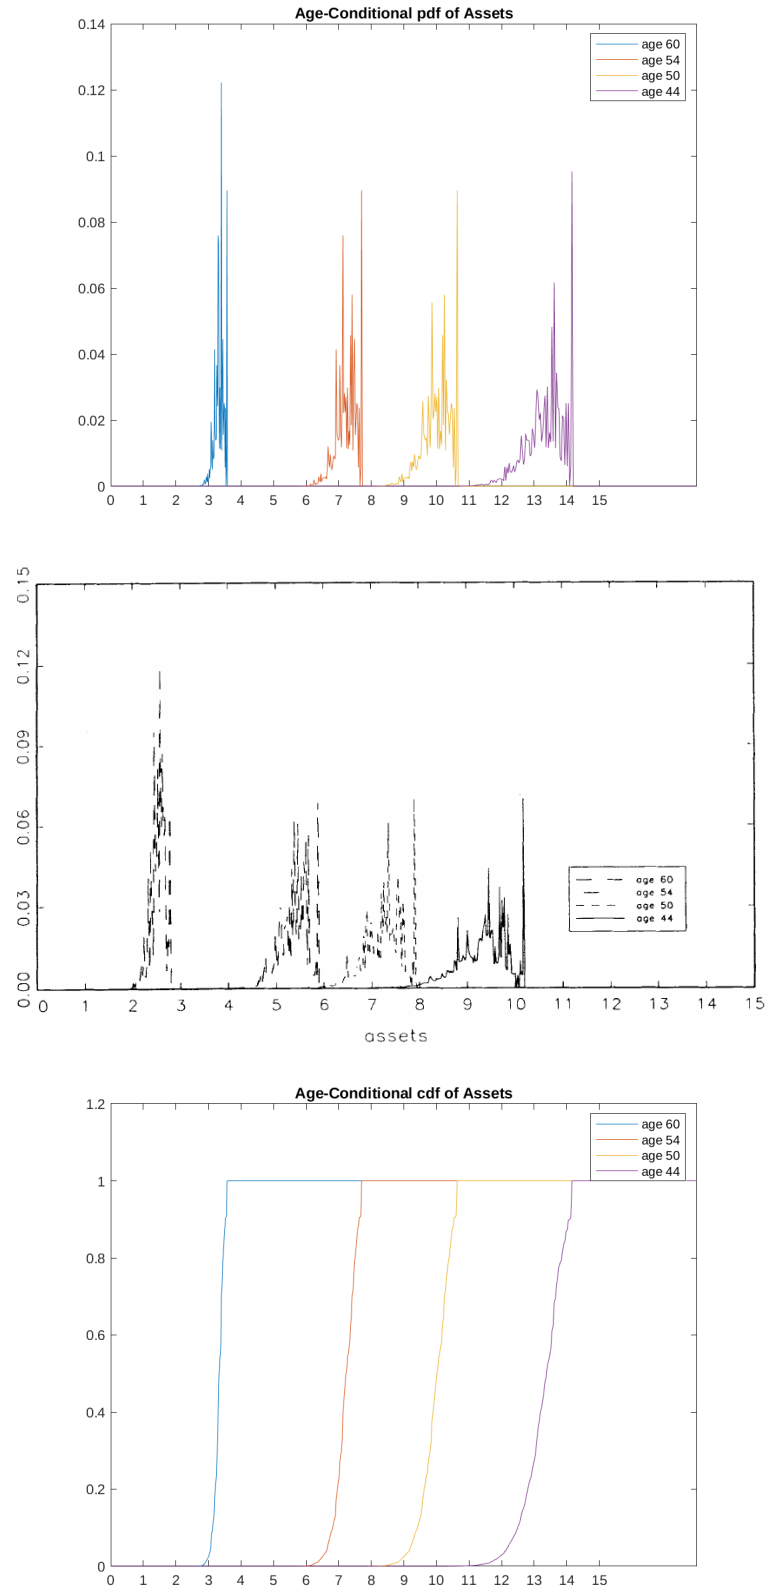 Age-Conditional pdf of Assets
0.14
0.12
0.1
0.08
0.06
0.04
0.02
0
age 60
age 54
age 50
age 44
0 1 2 3 4 5 6 7 8 9 10 11 12 13 14 15
0.15
0.12
0.09
0.06
0.03
0.00
age 60
age 54
age 50
age 44
0 1 2 3 4 5 6 7 8 9 10 11 12 13 14 15
assets
Age-Conditional cdf of Assets
1.2
1
0.8
0.6
0.4
0.2
0
age 60
age 54
age 50
age 44
0 1 2 3 4 5 6 7 8 9 10 11 12 13 14 15